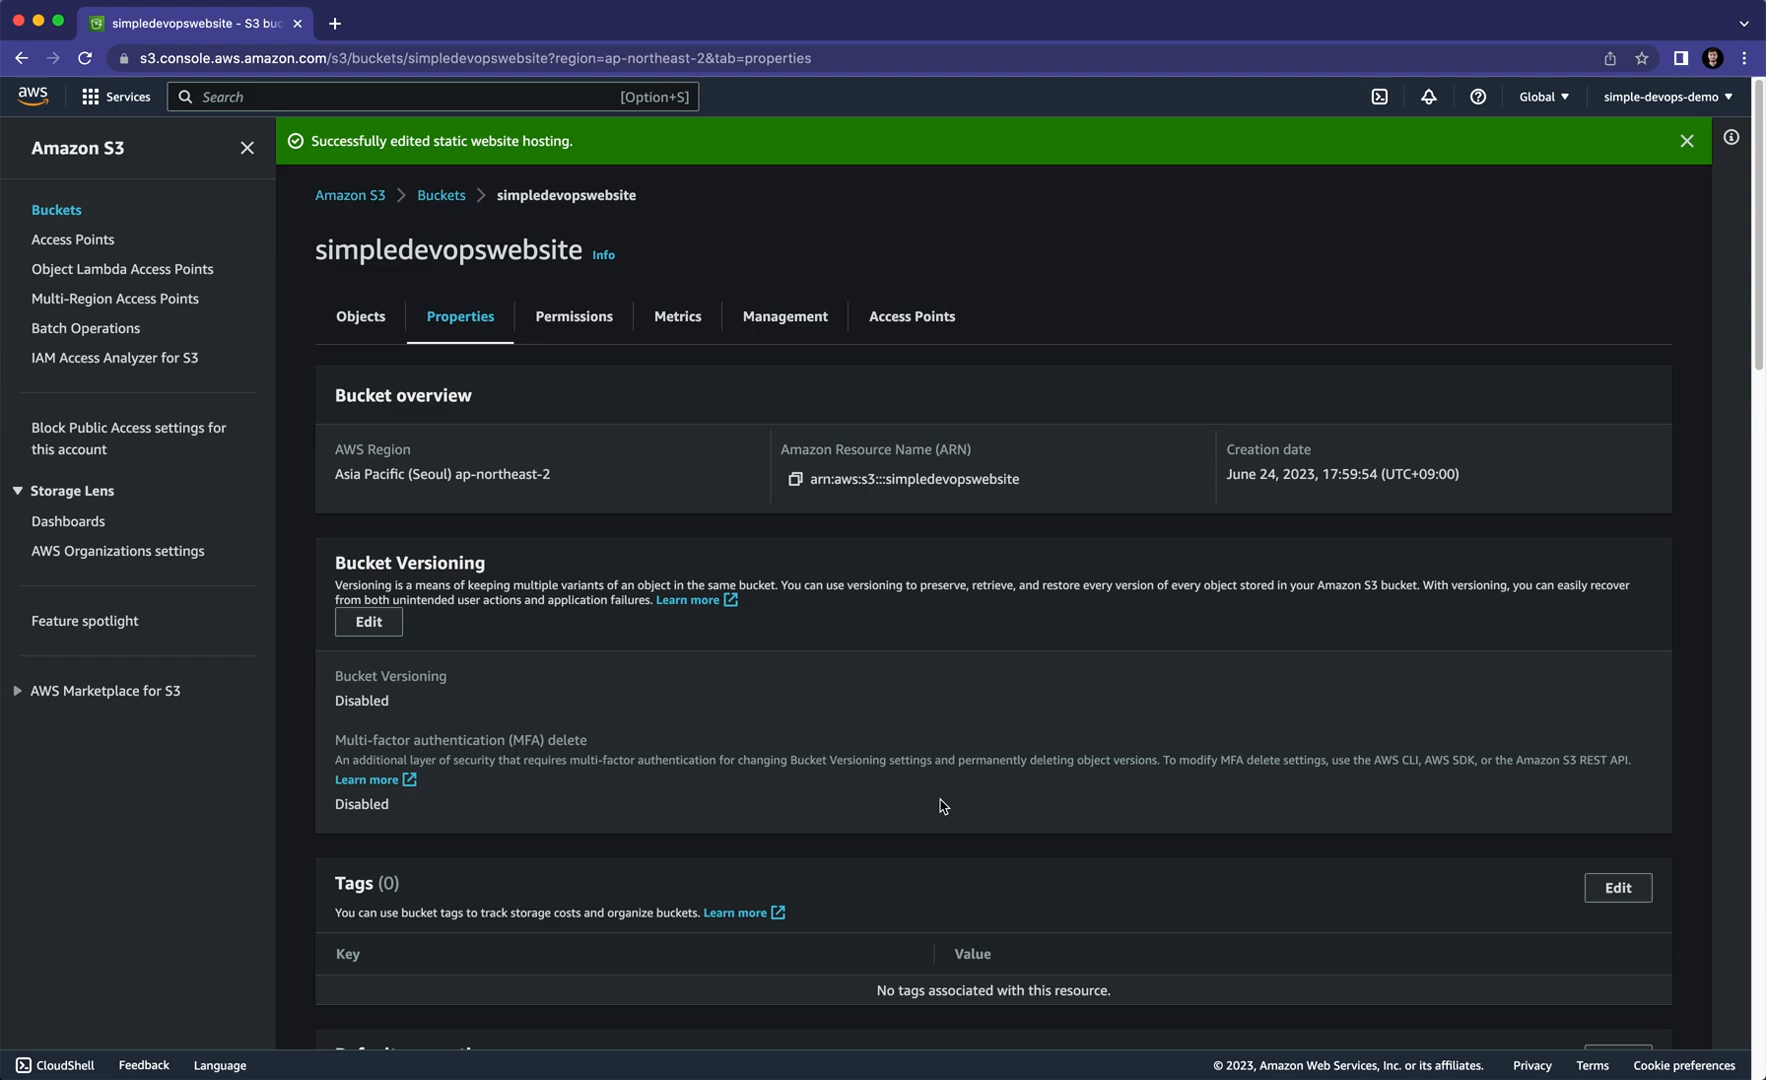 simpledevopswebsite - S3 buc
s3.console.aws.amazon.com/s3/buckets/simpledevopswebsite?region=ap-northeast-2&tab=properties
aws
Services
Search
[Option+S]
Global
simple-devops-demo
Amazon S3
Buckets
Access Points
Object Lambda Access Points
Multi-Region Access Points
Batch Operations
IAM Access Analyzer for S3
Block Public Access settings for
this account
Storage Lens
Dashboards
AWS Organizations settings
Feature spotlight
AWS Marketplace for S3
Successfully edited static website hosting.
Amazon S3 > Buckets > simpledevopswebsite
simpledevopswebsite Info
Objects
Properties
Permissions
Metrics
Management
Access Points
Bucket overview
AWS Region
Asia Pacific (Seoul) ap-northeast-2
Amazon Resource Name (ARN)
arn:aws:s3:::simpledevopswebsite
Creation date
June 24, 2023, 17:59:54 (UTC+09:00)
Bucket Versioning
Versioning is a means of keeping multiple variants of an object in the same bucket. You can use versioning to preserve, retrieve, and restore every version of every object stored in your Amazon S3 bucket. With versioning, you can easily recover
from both unintended user actions and application failures. Learn more
Edit
Bucket Versioning
Disabled
Multi-factor authentication (MFA) delete
An additional layer of security that requires multi-factor authentication for changing Bucket Versioning settings and permanently deleting object versions. To modify MFA delete settings, use the AWS CLI, AWS SDK, or the Amazon S3 REST API.
Learn more
Disabled
Tags (0)
You can use bucket tags to track storage costs and organize buckets. Learn more
Edit
Key
Value
No tags associated with this resource.
CloudShell
Feedback
Language
© 2023, Amazon Web Services, Inc. or its affiliates.
Privacy
Terms
Cookie preferences